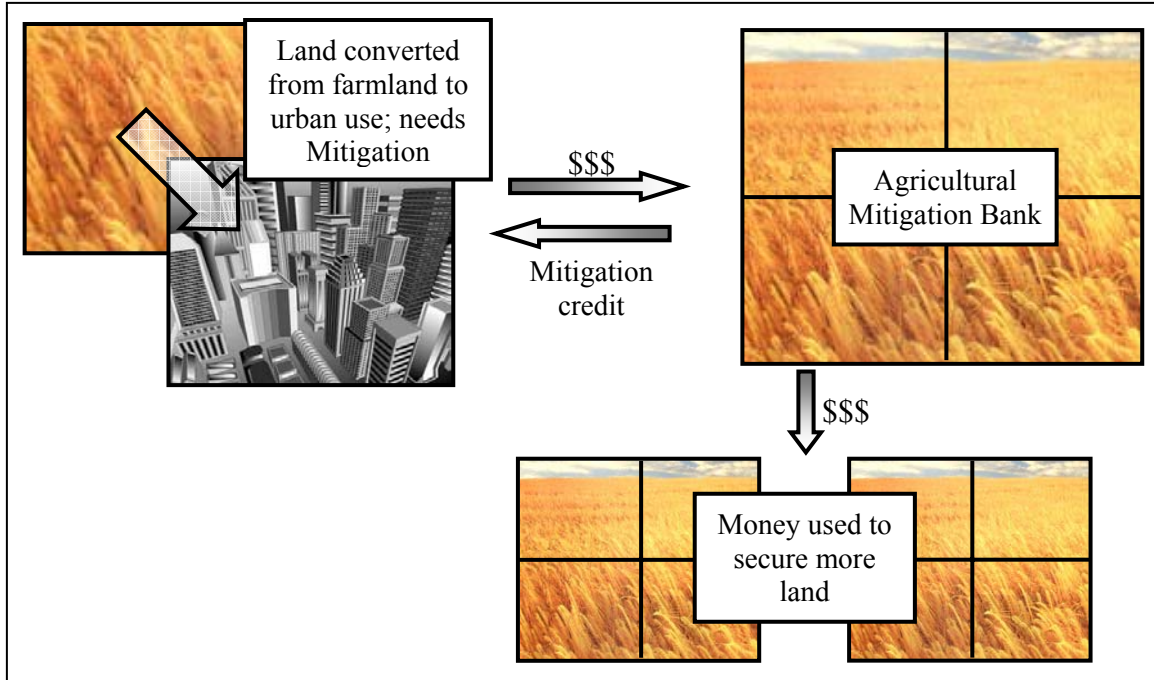 Land converted
from farmland to
urban use; needs
Mitigation
$$$
Mitigation
credit
Agricultural
Mitigation Bank
$$$
Money used to
secure more
land